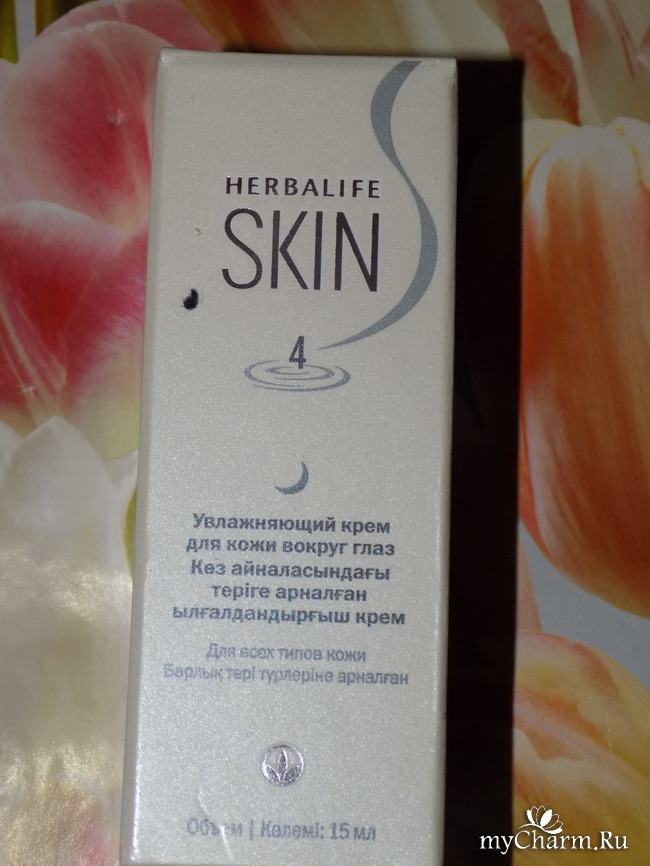 HERBALIFE
SKIN
4
Увлажняющий крем
для кожи вокруг глаз
Көз айналасындағы
теріге арналған
ылғалдандырғыш крем
Для всех типов кожи
Барлық тері түрлеріне арналған
Объем | Көлемі: 15 мл
myCharm.Ru